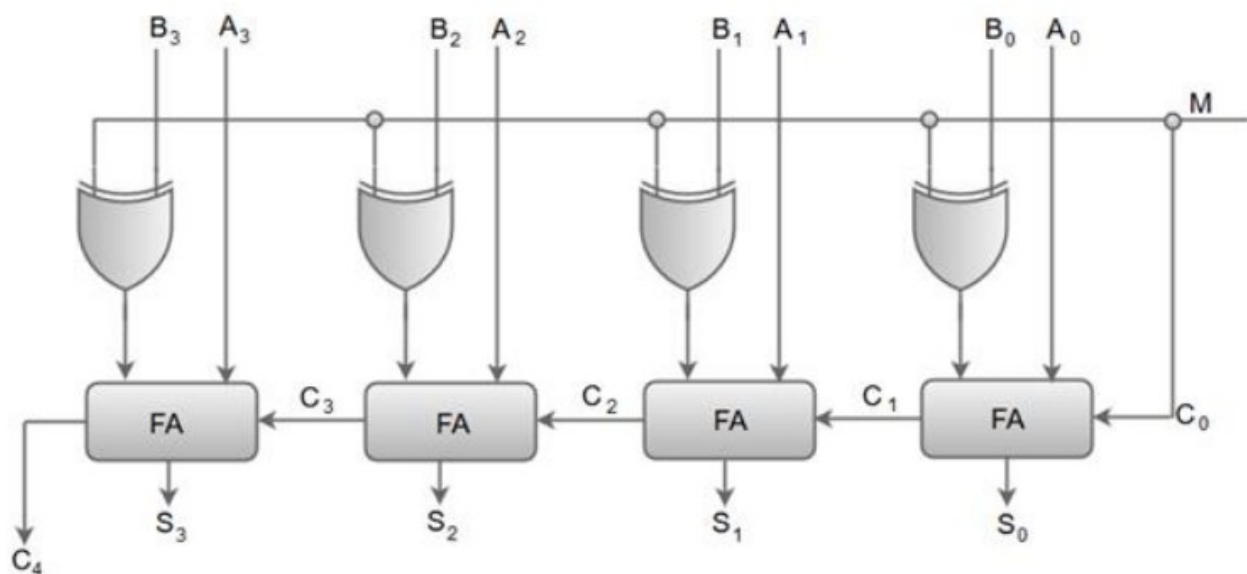 B₃ A₃ B₂ A₂ B₁ A₁ B₀ A₀
M
C₃ C₂ C₁ C₀
FA FA FA FA
S₃ S₂ S₁ S₀
C₄